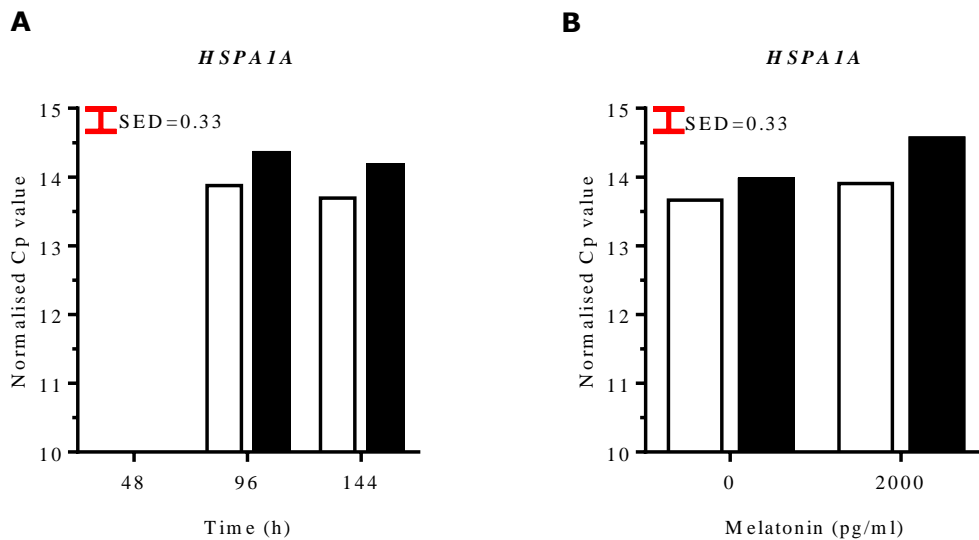 A
HSPA1A
15
SED=0.33
14
13
12
11
10
Normalised Cp value
48 96 144
Time (h)
B
HSPA1A
15
SED=0.33
14
13
12
11
10
Normalised Cp value
0 2000
Melatonin (pg/ml)